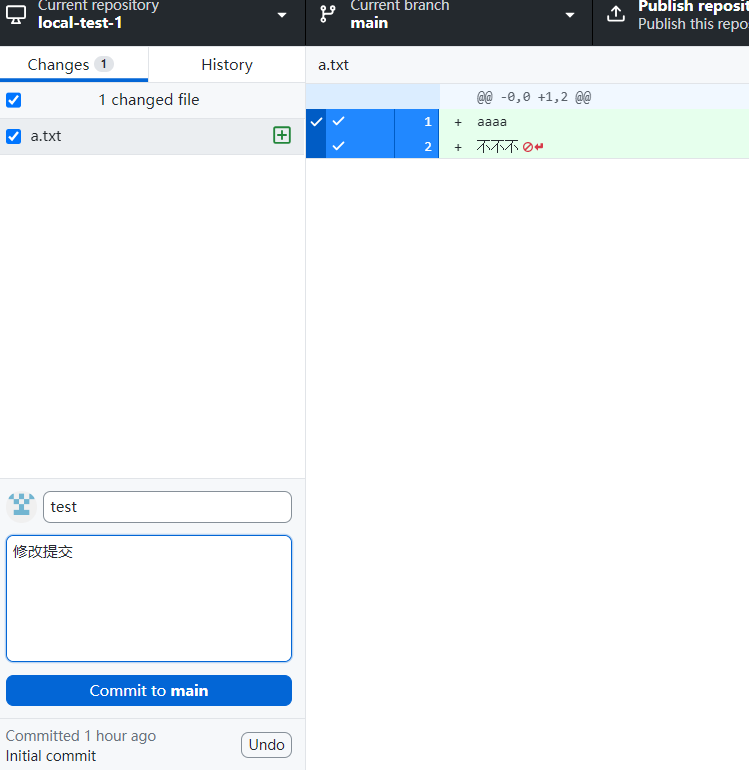 Current repository
local-test-1
Current branch
main
Publish reposit
Publish this repo
Changes 1
History
a.txt
1 changed file
a.txt
@@ -0,0 +1,2 @@
1 + aaaa
2 + 不不不
test
修改提交
Commit to main
Committed 1 hour ago
Initial commit
Undo